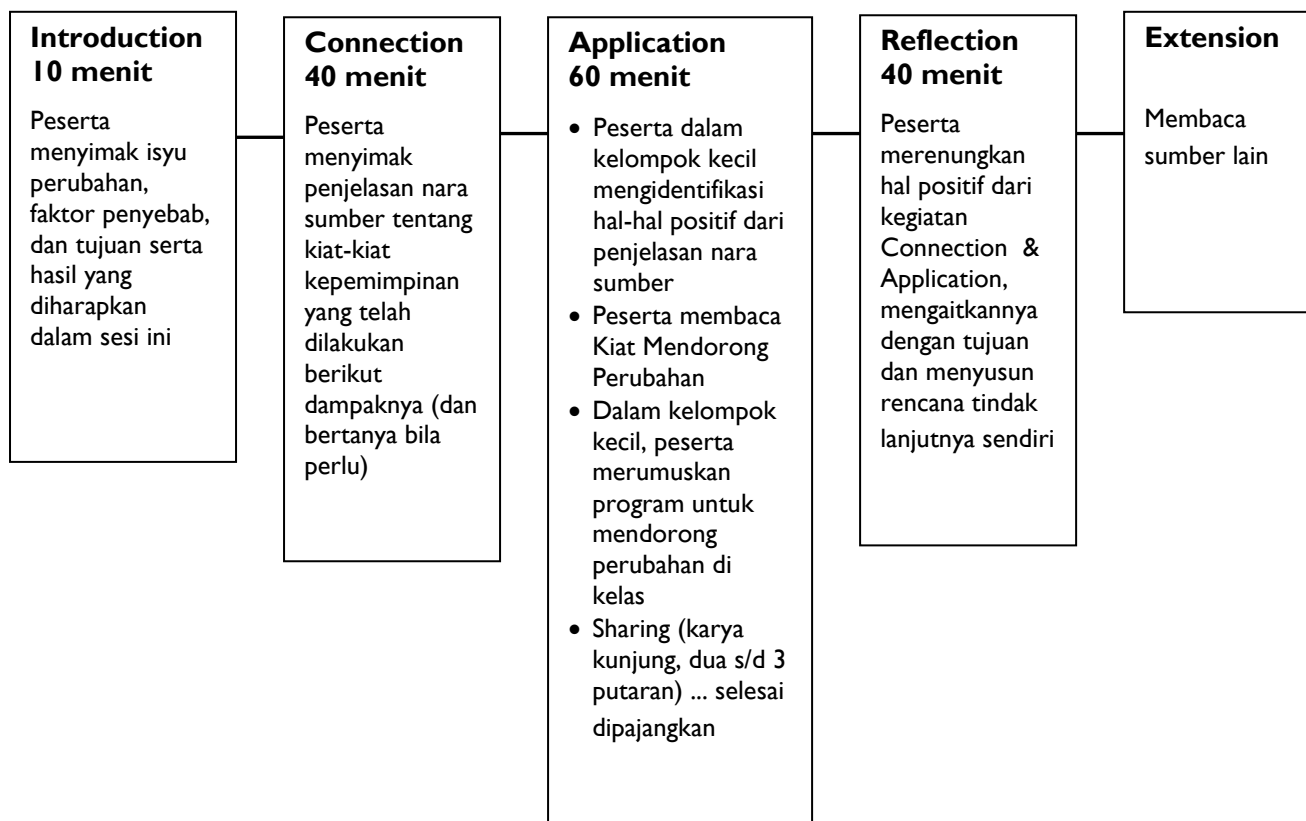 Introduction
10 menit
Peserta
menyimak isyu
perubahan,
faktor penyebab,
dan tujuan serta
hasil yang
diharapkan
dalam sesi ini
Connection
40 menit
Peserta
menyimak
penjelasan nara
sumber tentang
kiat-kiat
kepemimpinan
yang telah
dilakukan
berikut
dampaknya (dan
bertanya bila
perlu)
Application
60 menit
• Peserta dalam
kelompok kecil
mengidentifikasi
hal-hal positif dari
penjelasan nara
sumber
• Peserta membaca
Kiat Mendorong
Perubahan
• Dalam kelompok
kecil, peserta
merumuskan
program untuk
mendorong
perubahan di
kelas
• Sharing (karya
kunjung, dua s/d 3
putaran) ... selesai
dipajangkan
Reflection
40 menit
Peserta
merenungkan
hal positif dari
kegiatan
Connection &
Application,
mengaitkannya
dengan tujuan
dan menyusun
rencana tindak
lanjutnya sendiri
Extension
Membaca
sumber lain